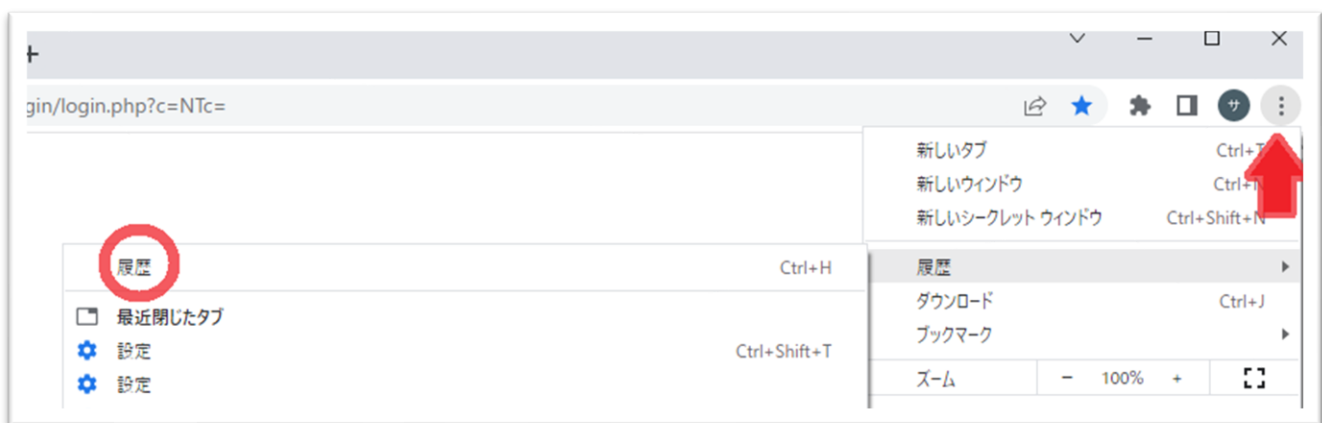 gin/login.php?c=NTc=
サ
新しいタブ Ctrl+T
新しいウィンドウ Ctrl+N
新しいシークレット ウィンドウ Ctrl+Shift+N
履歴 Ctrl+H
履歴
最近閉じたタブ
ダウンロード Ctrl+J
ブックマーク
設定 Ctrl+Shift+T
設定
ズーム - 100% +